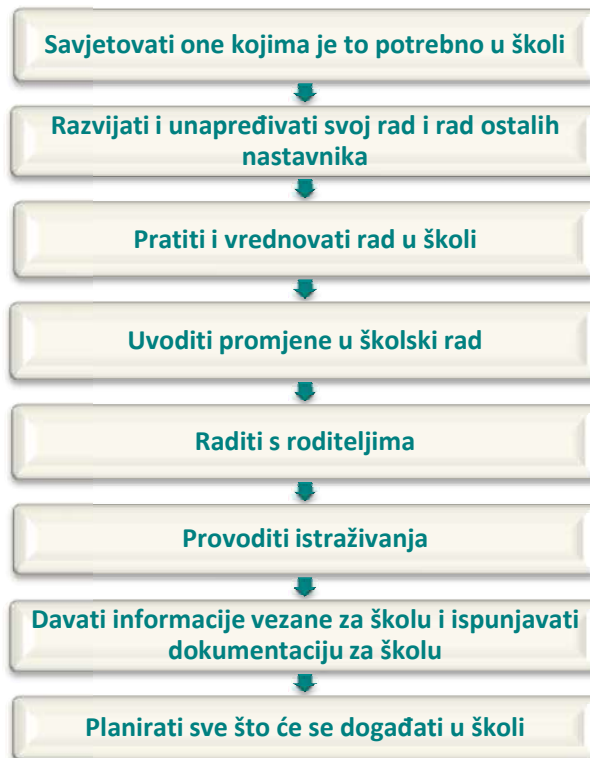 Savjetovati one kojima je to potrebno u školi
Razvijati i unapređivati svoj rad i rad ostalih
nastavnika
Pratiti i vrednovati rad u školi
Uvoditi promjene u školski rad
Raditi s roditeljima
Provoditi istraživanja
Davati informacije vezane za školu i ispunjavati
dokumentaciju za školu
Planirati sve što će se događati u školi